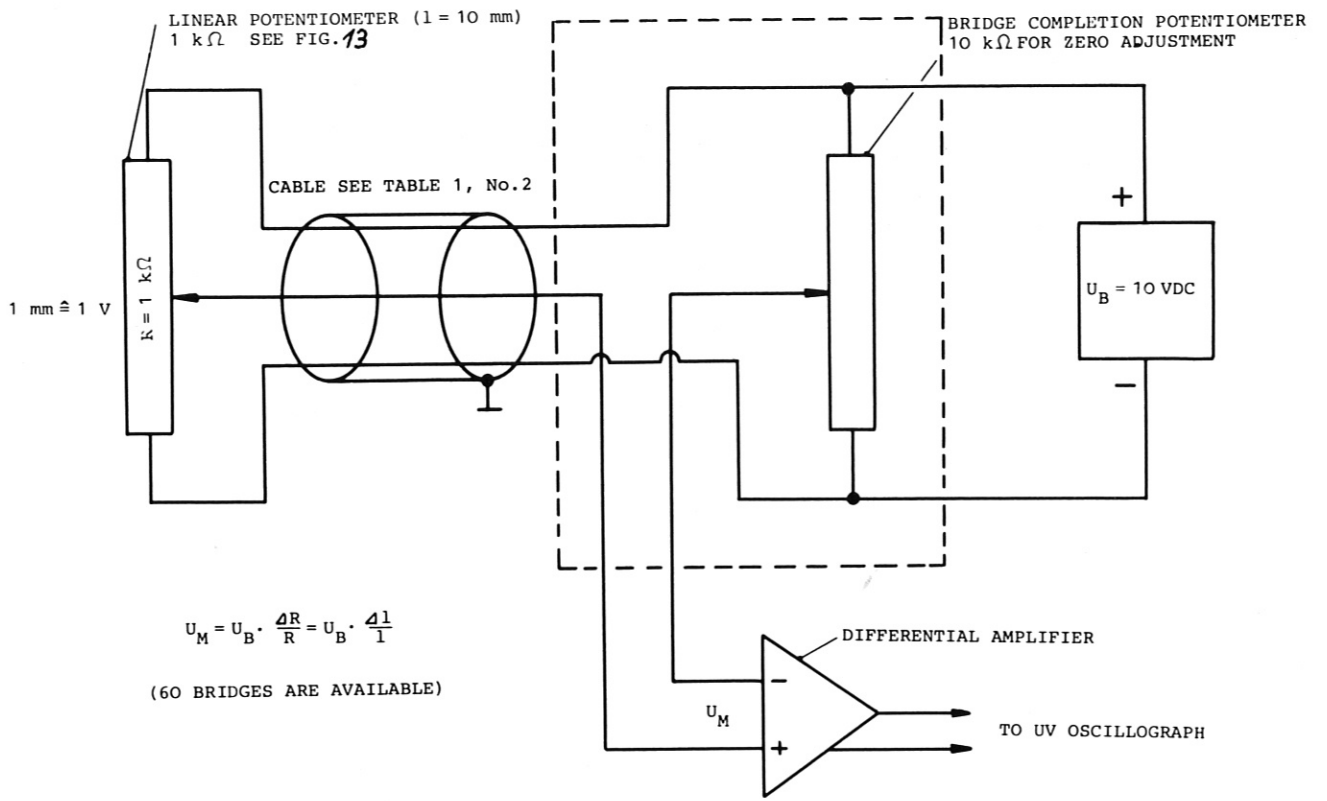 LINEAR POTENTIOMETER (l = 10 mm)
1 kΩ SEE FIG.13
BRIDGE COMPLETION POTENTIOMETER
10 kΩ FOR ZERO ADJUSTMENT
CABLE SEE TABLE 1, No.2
+
R = 1 kΩ
1 mm ≙ 1 V
U_B = 10 VDC
−
U_M = U_B · ΔR/R = U_B · Δl/l
(60 BRIDGES ARE AVAILABLE)
DIFFERENTIAL AMPLIFIER
−
U_M
+
TO UV OSCILLOGRAPH